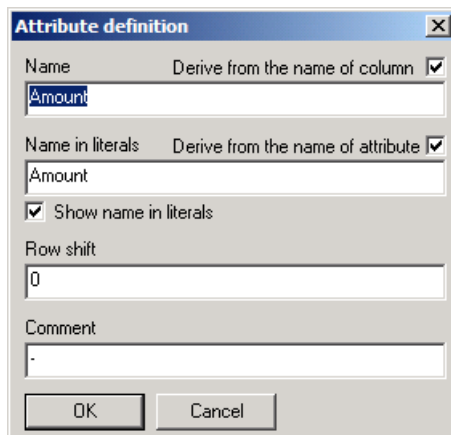 Attribute definition
Name Derive from the name of column
Amount
Name in literals Derive from the name of attribute
Amount
Show name in literals
Row shift
0
Comment
-
OK Cancel